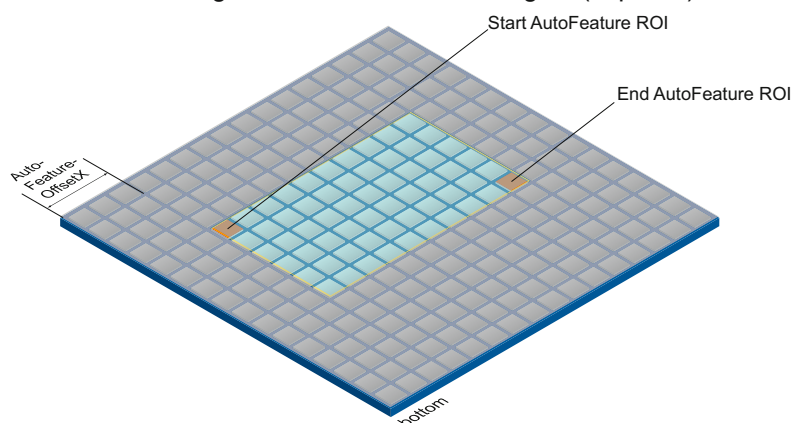 Start AutoFeature ROI
End AutoFeature ROI
Auto-
Feature-
OffsetX
bottom